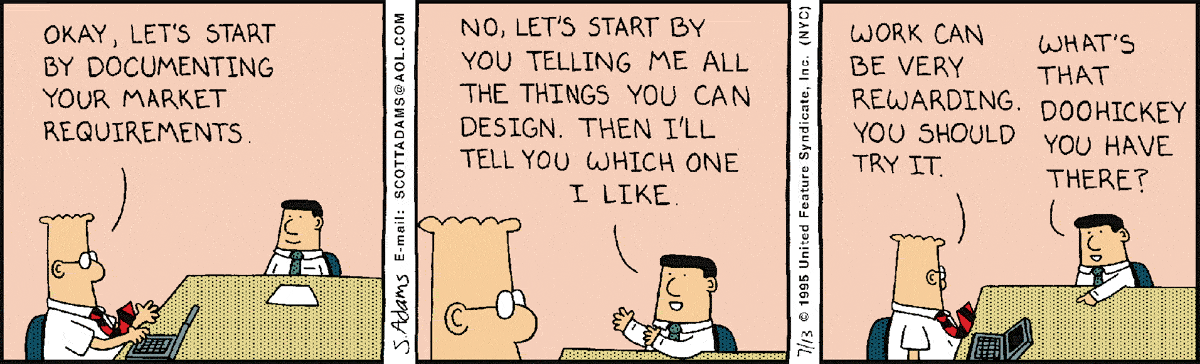 OKAY, LET'S START
BY DOCUMENTING
YOUR MARKET
REQUIREMENTS.
S. Adams E-mail: SCOTTADAMS@AOL.COM
NO, LET'S START BY
YOU TELLING ME ALL
THE THINGS YOU CAN
DESIGN. THEN I'LL
TELL YOU WHICH ONE
I LIKE.
7/13 © 1995 United Feature Syndicate, Inc. (NYC)
WORK CAN
BE VERY
REWARDING.
YOU SHOULD
TRY IT.
WHAT'S
THAT
DOOHICKEY
YOU HAVE
THERE?